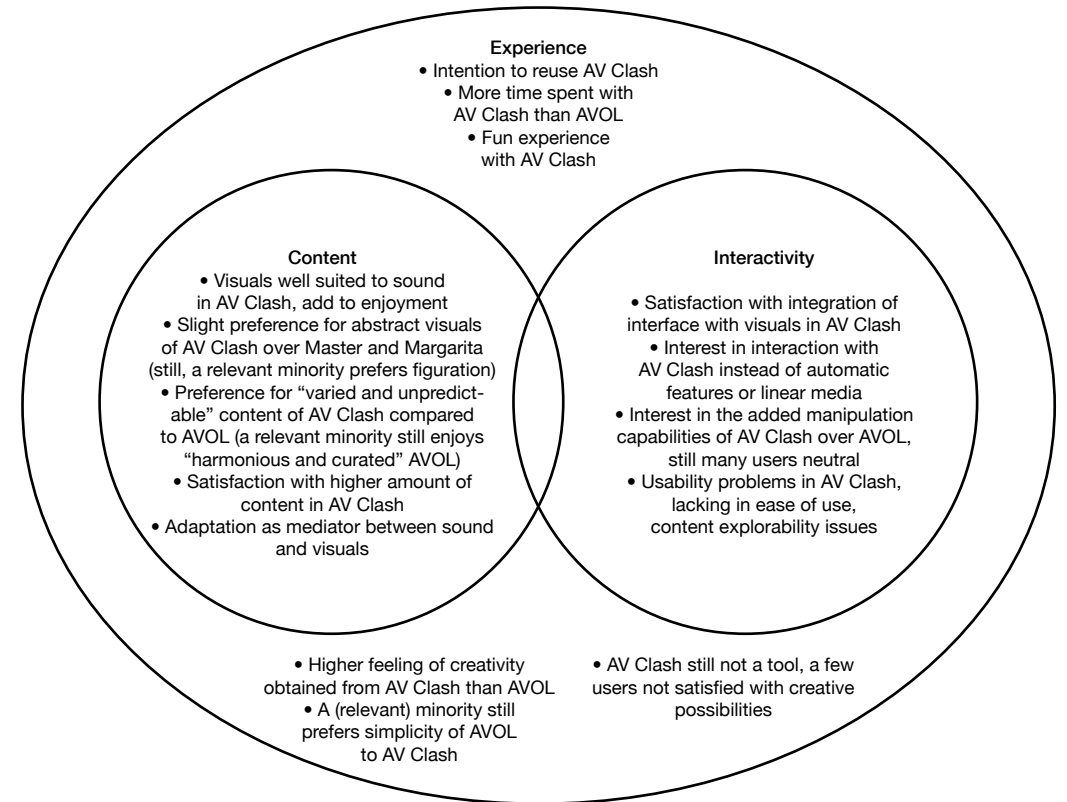 Experience
• Intention to reuse AV Clash
• More time spent with
AV Clash than AVOL
• Fun experience
with AV Clash
Content
• Visuals well suited to sound
in AV Clash, add to enjoyment
• Slight preference for abstract visuals
of AV Clash over Master and Margarita
(still, a relevant minority prefers figuration)
• Preference for “varied and unpredict-
able” content of AV Clash compared
to AVOL (a relevant minority still enjoys
“harmonious and curated” AVOL)
• Satisfaction with higher amount of
content in AV Clash
• Adaptation as mediator between sound
and visuals
Interactivity
• Satisfaction with integration of
interface with visuals in AV Clash
• Interest in interaction with
AV Clash instead of automatic
features or linear media
• Interest in the added manipulation
capabilities of AV Clash over AVOL,
still many users neutral
• Usability problems in AV Clash,
lacking in ease of use,
content explorability issues
• Higher feeling of creativity
obtained from AV Clash than AVOL
• A (relevant) minority still
prefers simplicity of AVOL
to AV Clash
• AV Clash still not a tool, a few
users not satisfied with creative
possibilities